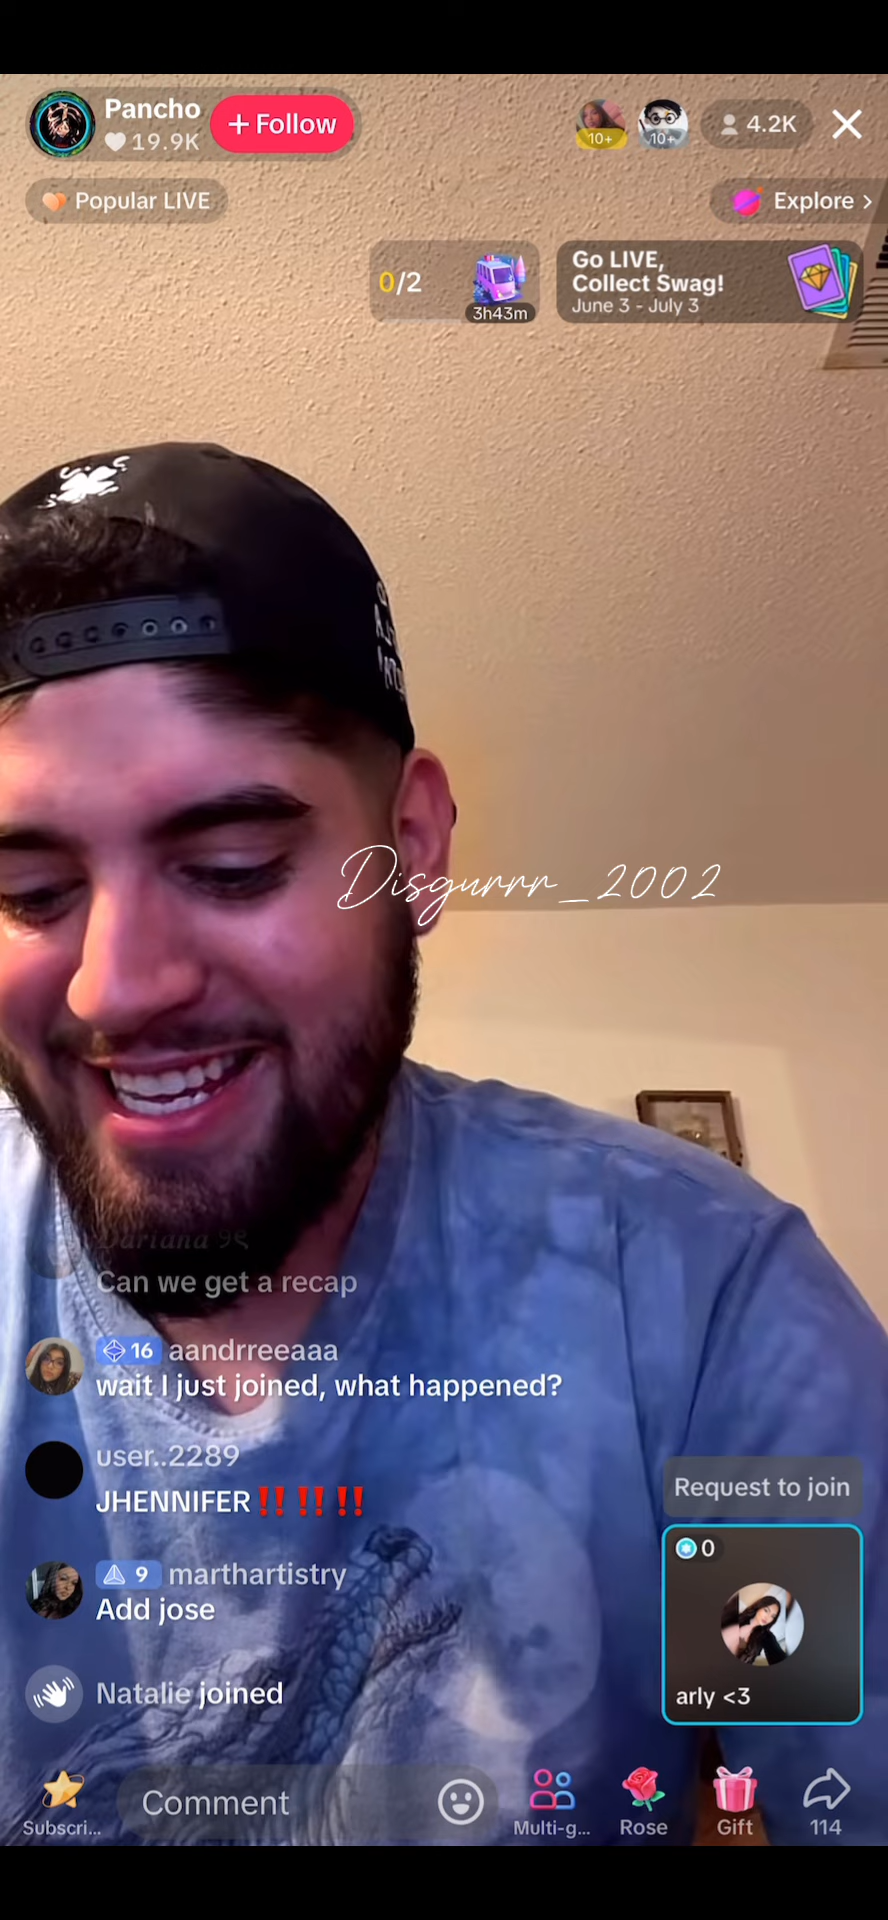 Pancho
19.9K
+ Follow
10+
10+
4.2K
Popular LIVE
Explore >
0/2
3h43m
Go LIVE,
Collect Swag!
June 3 - July 3
Disgurrr_2002
Dariana
Can we get a recap
16 aandrreeaaa
wait I just joined, what happened?
user..2289
JHENNIFER‼️‼️‼️
Request to join
9 marthartistry
Add jose
0
arly <3
Natalie joined
Subscri...
Comment
Multi-g...
Rose
Gift
114